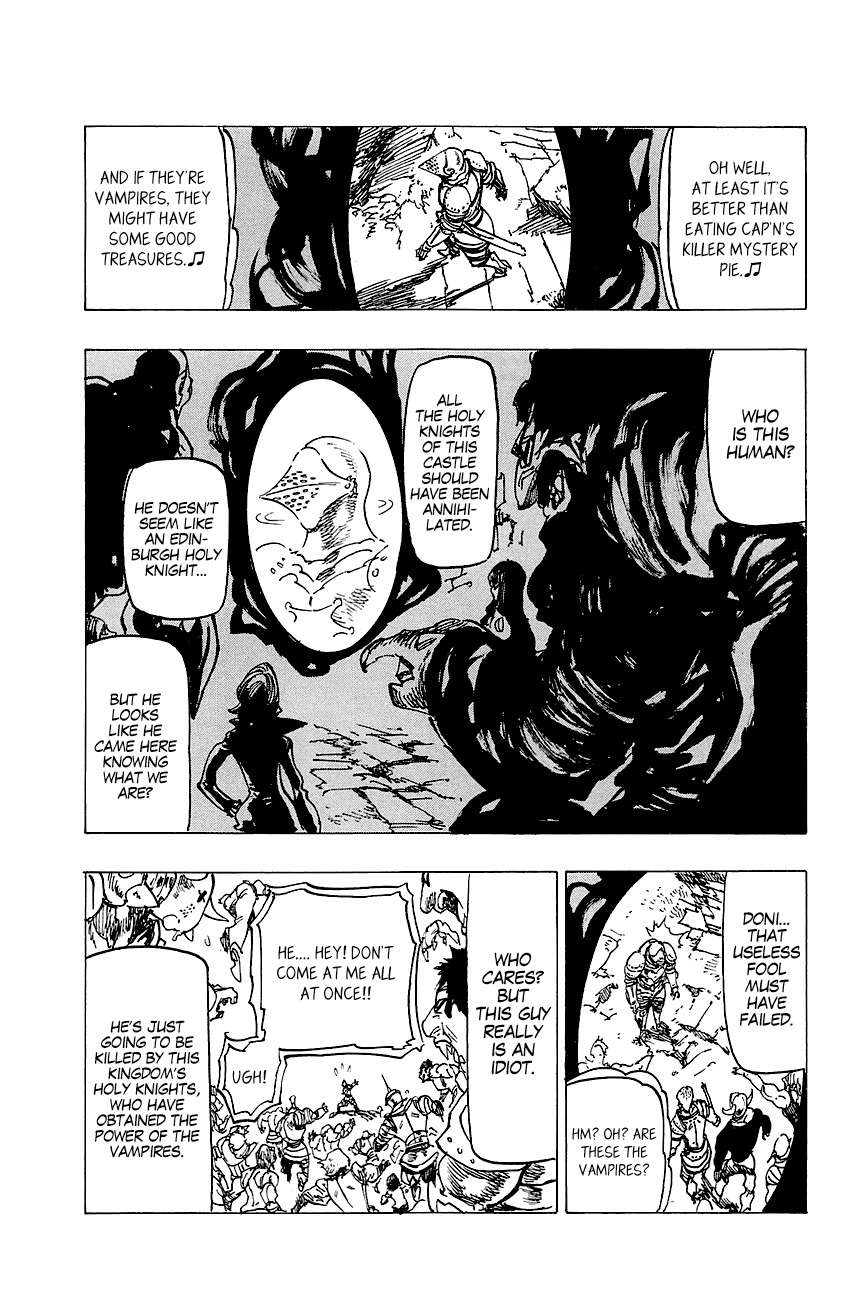 OH WELL,
AT LEAST IT'S
BETTER THAN
EATING CAP'N'S
KILLER MYSTERY
PIE.♫
AND IF THEY'RE
VAMPIRES, THEY
MIGHT HAVE
SOME GOOD
TREASURES.♫
WHO
IS THIS
HUMAN?
ALL
THE HOLY
KNIGHTS
OF THIS
CASTLE
SHOULD
HAVE BEEN
ANNIHI-
LATED.
HE DOESN'T
SEEM LIKE
AN EDIN-
BURGH HOLY
KNIGHT...
BUT HE
LOOKS
LIKE HE
CAME HERE
KNOWING
WHAT WE
ARE?
DONI...
THAT
USELESS
FOOL
MUST
HAVE
FAILED.
HM? OH? ARE
THESE THE
VAMPIRES?
WHO
CARES?
BUT
THIS GUY
REALLY
IS AN
IDIOT.
HE.... HEY! DON'T
COME AT ME ALL
AT ONCE!!
UGH!
HE'S JUST
GOING TO BE
KILLED BY THIS
KINGDOM'S
HOLY KNIGHTS,
WHO HAVE
OBTAINED THE
POWER OF THE
VAMPIRES.